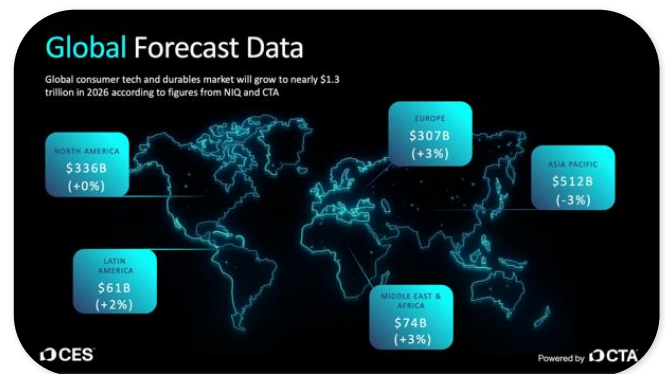 Global Forecast Data
Global consumer tech and durables market will grow to nearly $1.3
trillion in 2026 according to figures from NIQ and CTA
EUROPE
$307B
(+3%)
NORTH AMERICA
$336B
(+0%)
ASIA PACIFIC
$512B
(-3%)
LATIN
AMERICA
$61B
(+2%)
MIDDLE EAST &
AFRICA
$74B
(+3%)
CES
Powered by CTA